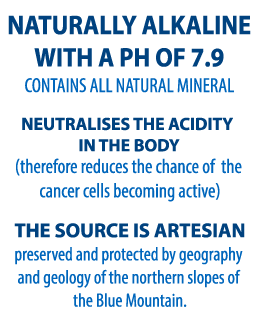 NATURALLY ALKALINE
WITH A PH OF 7.9
CONTAINS ALL NATURAL MINERAL
NEUTRALISES THE ACIDITY
IN THE BODY
(therefore reduces the chance of the
cancer cells becoming active)
THE SOURCE IS ARTESIAN
preserved and protected by geography
and geology of the northern slopes of
the Blue Mountain.